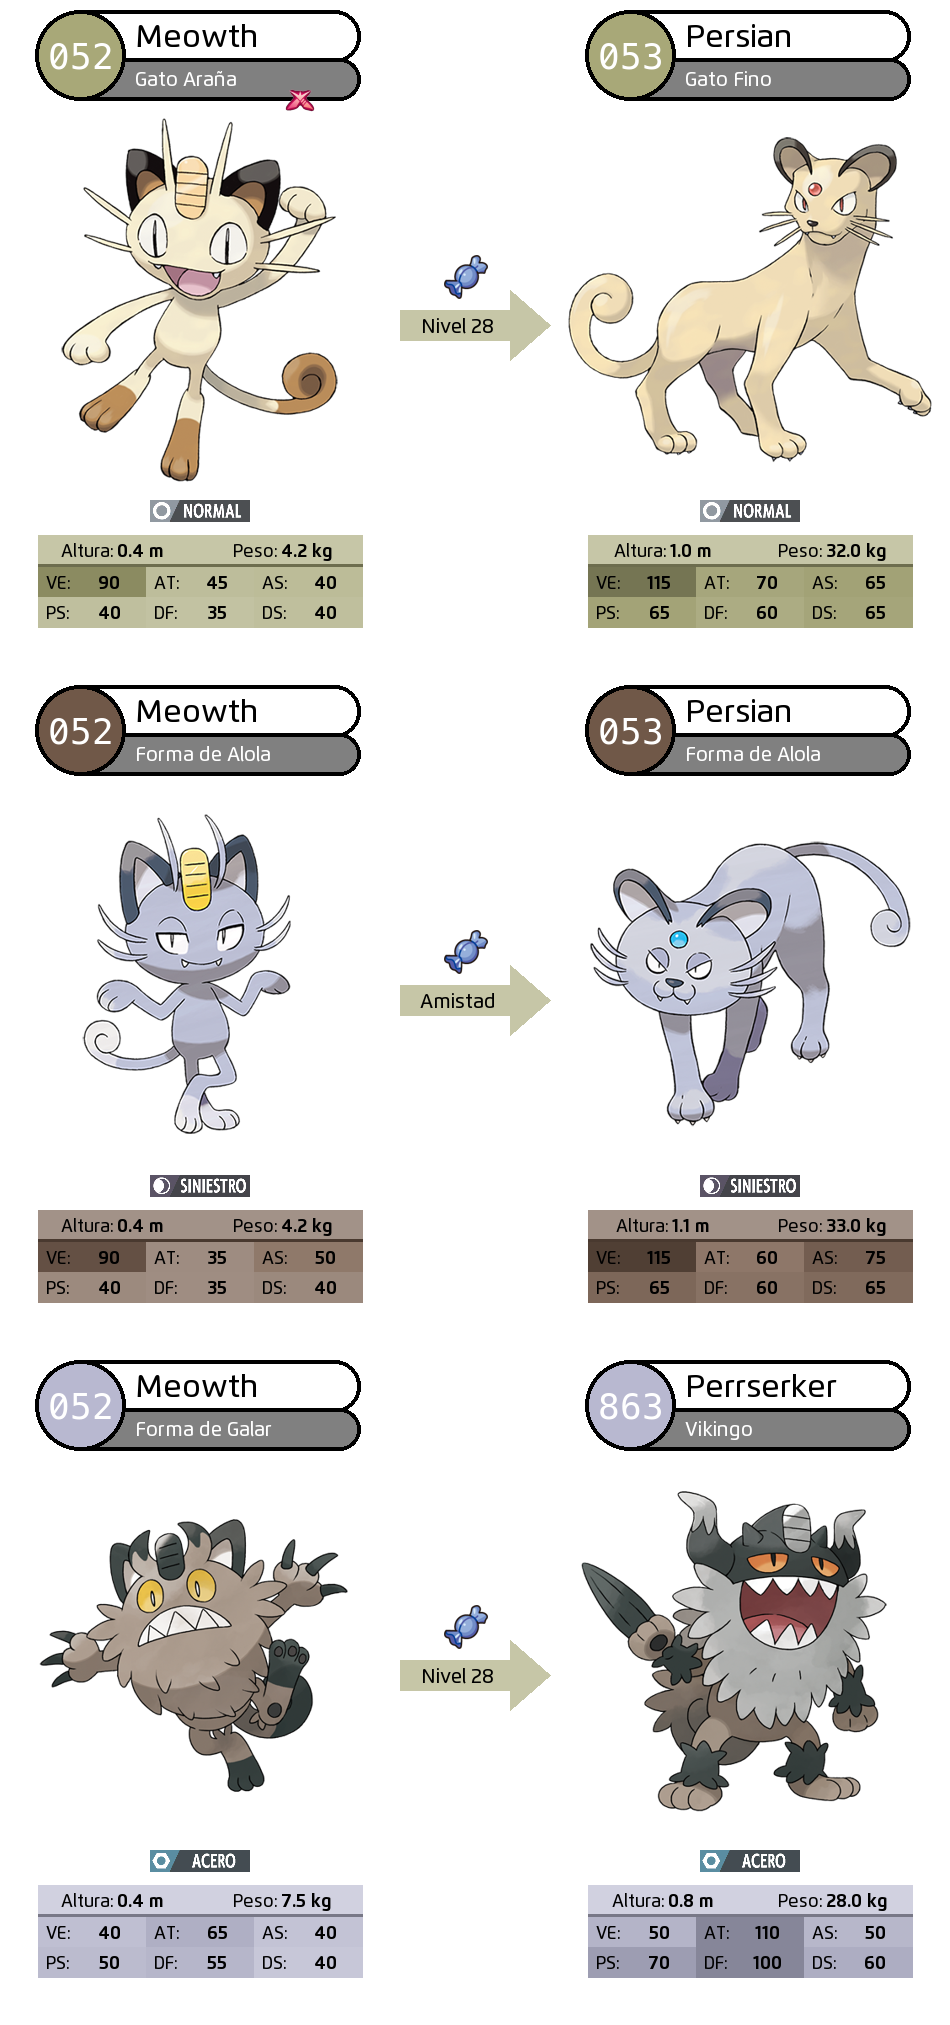 052 Meowth
Gato Araña
053 Persian
Gato Fino
Nivel 28
NORMAL
NORMAL
Altura: 0.4 m Peso: 4.2 kg
VE: 90 AT: 45 AS: 40
PS: 40 DF: 35 DS: 40
Altura: 1.0 m Peso: 32.0 kg
VE: 115 AT: 70 AS: 65
PS: 65 DF: 60 DS: 65
052 Meowth
Forma de Alola
053 Persian
Forma de Alola
Amistad
SINIESTRO
SINIESTRO
Altura: 0.4 m Peso: 4.2 kg
VE: 90 AT: 35 AS: 50
PS: 40 DF: 35 DS: 40
Altura: 1.1 m Peso: 33.0 kg
VE: 115 AT: 60 AS: 75
PS: 65 DF: 60 DS: 65
052 Meowth
Forma de Galar
863 Perrserker
Vikingo
Nivel 28
ACERO
ACERO
Altura: 0.4 m Peso: 7.5 kg
VE: 40 AT: 65 AS: 40
PS: 50 DF: 55 DS: 40
Altura: 0.8 m Peso: 28.0 kg
VE: 50 AT: 110 AS: 50
PS: 70 DF: 100 DS: 60